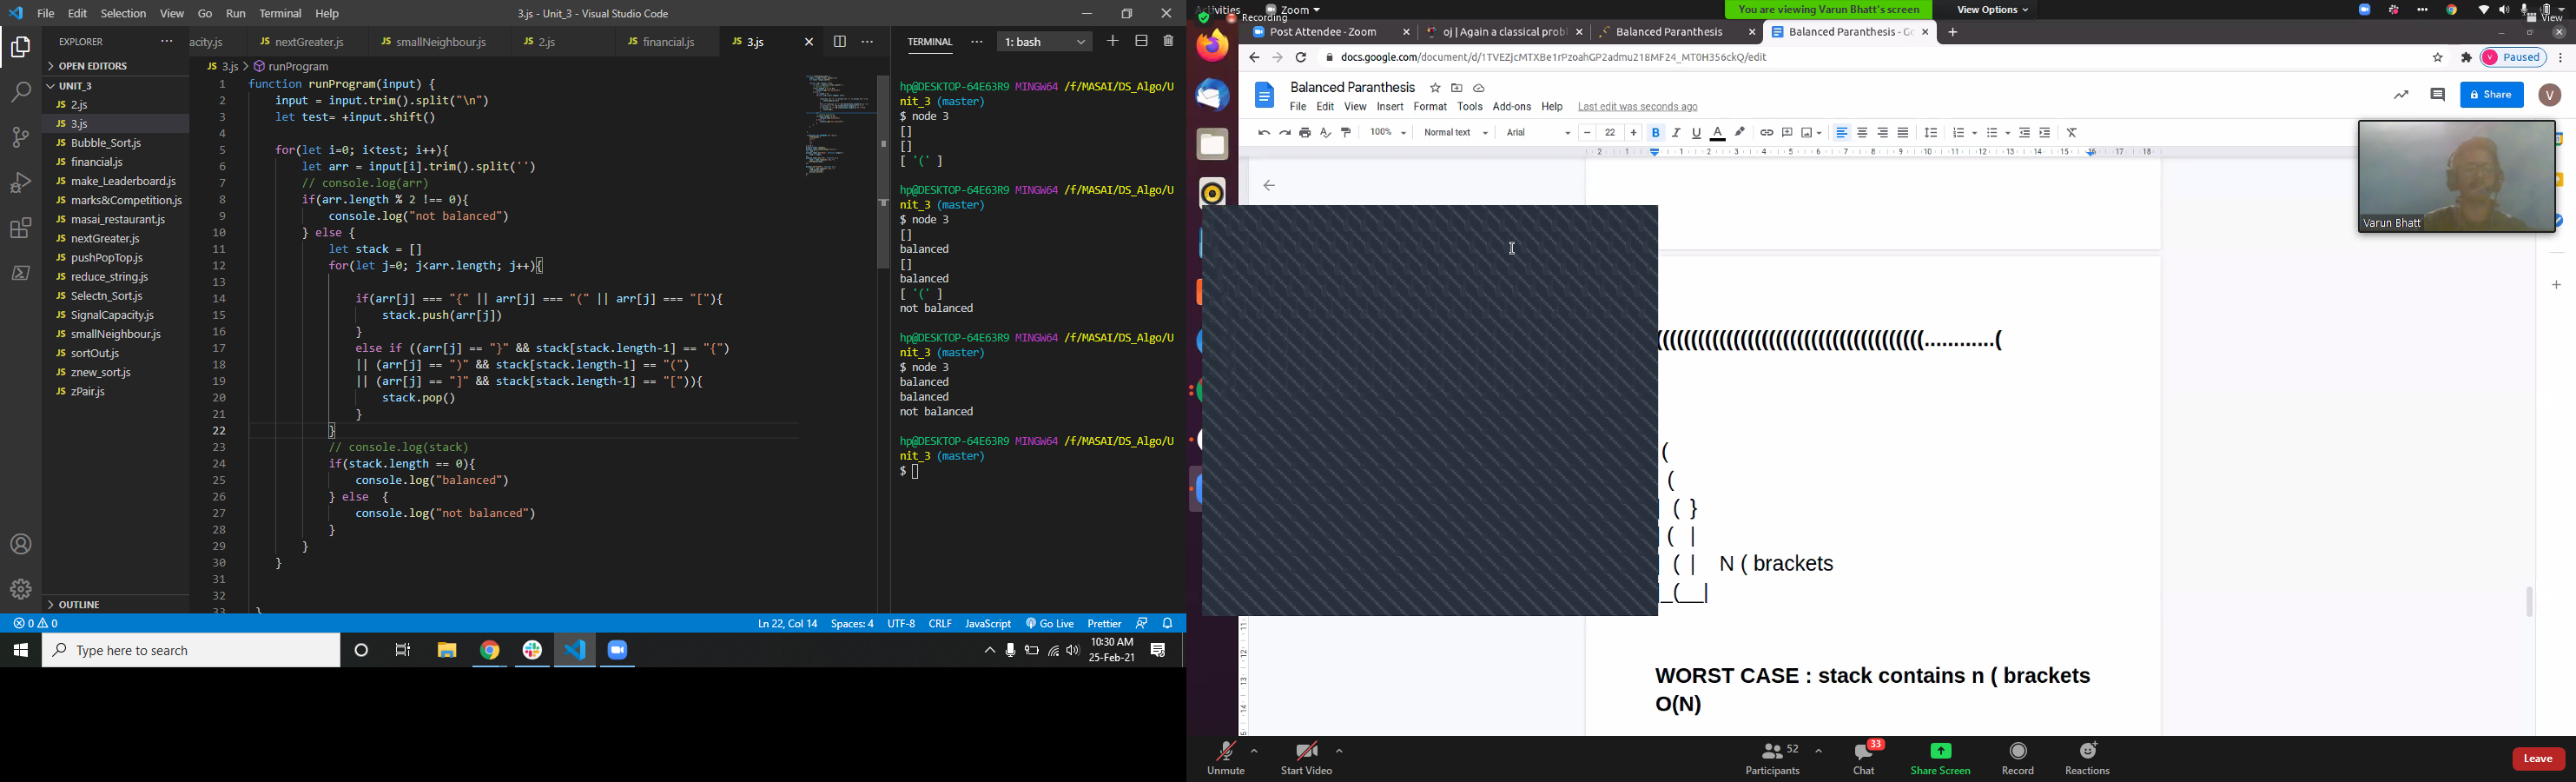 File Edit Selection View Go Run Terminal Help
3.js - Unit_3 - Visual Studio Code
EXPLORER
OPEN EDITORS
UNIT_3
JS 2.js
JS 3.js
JS Bubble_Sort.js
JS financial.js
JS make_Leaderboard.js
JS marks&Competition.js
JS masai_restaurant.js
JS nextGreater.js
JS pushPopTop.js
JS reduce_string.js
JS Selectn_Sort.js
JS SignalCapacity.js
JS smallNeighbour.js
JS sortOut.js
JS znew_sort.js
JS zPair.js
OUTLINE
acity.js JS nextGreater.js JS smallNeighbour.js JS 2.js JS financial.js JS 3.js
JS 3.js > runProgram
1 function runProgram(input) {
2 input = input.trim().split("\n")
3 let test= +input.shift()
4
5 for(let i=0; i<test; i++){
6 let arr = input[i].trim().split('')
7 // console.log(arr)
8 if(arr.length % 2 !== 0){
9 console.log("not balanced")
10 } else {
11 let stack = []
12 for(let j=0; j<arr.length; j++){
13
14 if(arr[j] === "{" || arr[j] === "(" || arr[j] === "["){
15 stack.push(arr[j])
16 }
17 else if ((arr[j] == "}" && stack[stack.length-1] == "{")
18 || (arr[j] == ")" && stack[stack.length-1] == "(")
19 || (arr[j] == "]" && stack[stack.length-1] == "[")){
20 stack.pop()
21 }
22 }
23 // console.log(stack)
24 if(stack.length == 0){
25 console.log("balanced")
26 } else {
27 console.log("not balanced")
28 }
29 }
30 }
31
32
33 }
TERMINAL 1: bash
hp@DESKTOP-64E63R9 MINGW64 /f/MASAI/DS_Algo/U
nit_3 (master)
$ node 3
[]
[]
[ '(' ]
hp@DESKTOP-64E63R9 MINGW64 /f/MASAI/DS_Algo/U
nit_3 (master)
$ node 3
[]
balanced
[]
balanced
[ '(' ]
not balanced
hp@DESKTOP-64E63R9 MINGW64 /f/MASAI/DS_Algo/U
nit_3 (master)
$ node 3
balanced
balanced
not balanced
hp@DESKTOP-64E63R9 MINGW64 /f/MASAI/DS_Algo/U
nit_3 (master)
$
0 0 Ln 22, Col 14 Spaces: 4 UTF-8 CRLF JavaScript Go Live Prettier
Type here to search
10:30 AM
25-Feb-21
Zoom
Recording
You are viewing Varun Bhatt's screen View Options
View
Post Attendee - Zoom oj | Again a classical probl Balanced Paranthesis Balanced Paranthesis - Go
docs.google.com/document/d/1TVEZjcMTXBe1rPzoahGP2admu218MF24_MT0H356ckQ/edit
Paused
Balanced Paranthesis
File Edit View Insert Format Tools Add-ons Help Last edit was seconds ago
Share
V
100% Normal text Arial 22 B I U A
Varun Bhatt
((((((((((((((((((((((((((((((((((((((............(
(
(
( }
( |
( | N ( brackets
_(__|
WORST CASE : stack contains n ( brackets
O(N)
Unmute Start Video Participants 52 Chat 33 Share Screen Record Reactions Leave